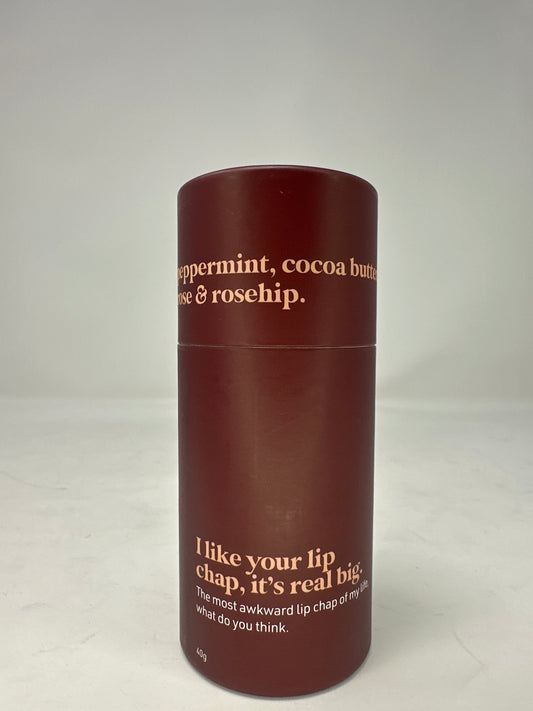 peppermint, cocoa butter
rose & rosehip.
I like your lip
chap, it's real big.
The most awkward lip chap of my life,
what do you think.
40g